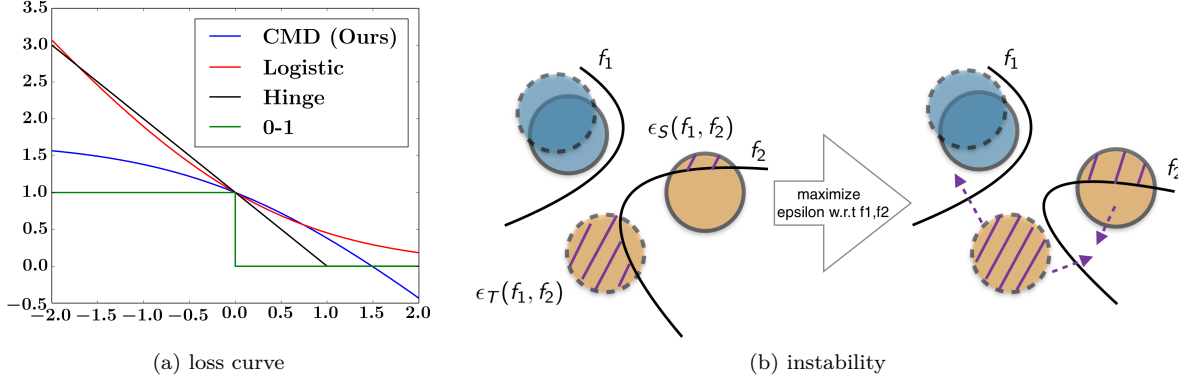 3.5
3.0
2.5
2.0
1.5
1.0
0.5
0.0
−0.5
−2.0 −1.5 −1.0 −0.5 0.0 0.5 1.0 1.5 2.0
CMD (Ours)
Logistic
Hinge
0-1
(a) loss curve
f1
ϵS(f1, f2)
f2
ϵT(f1, f2)
maximize
epsilon w.r.t f1,f2
f1
f2
(b) instability